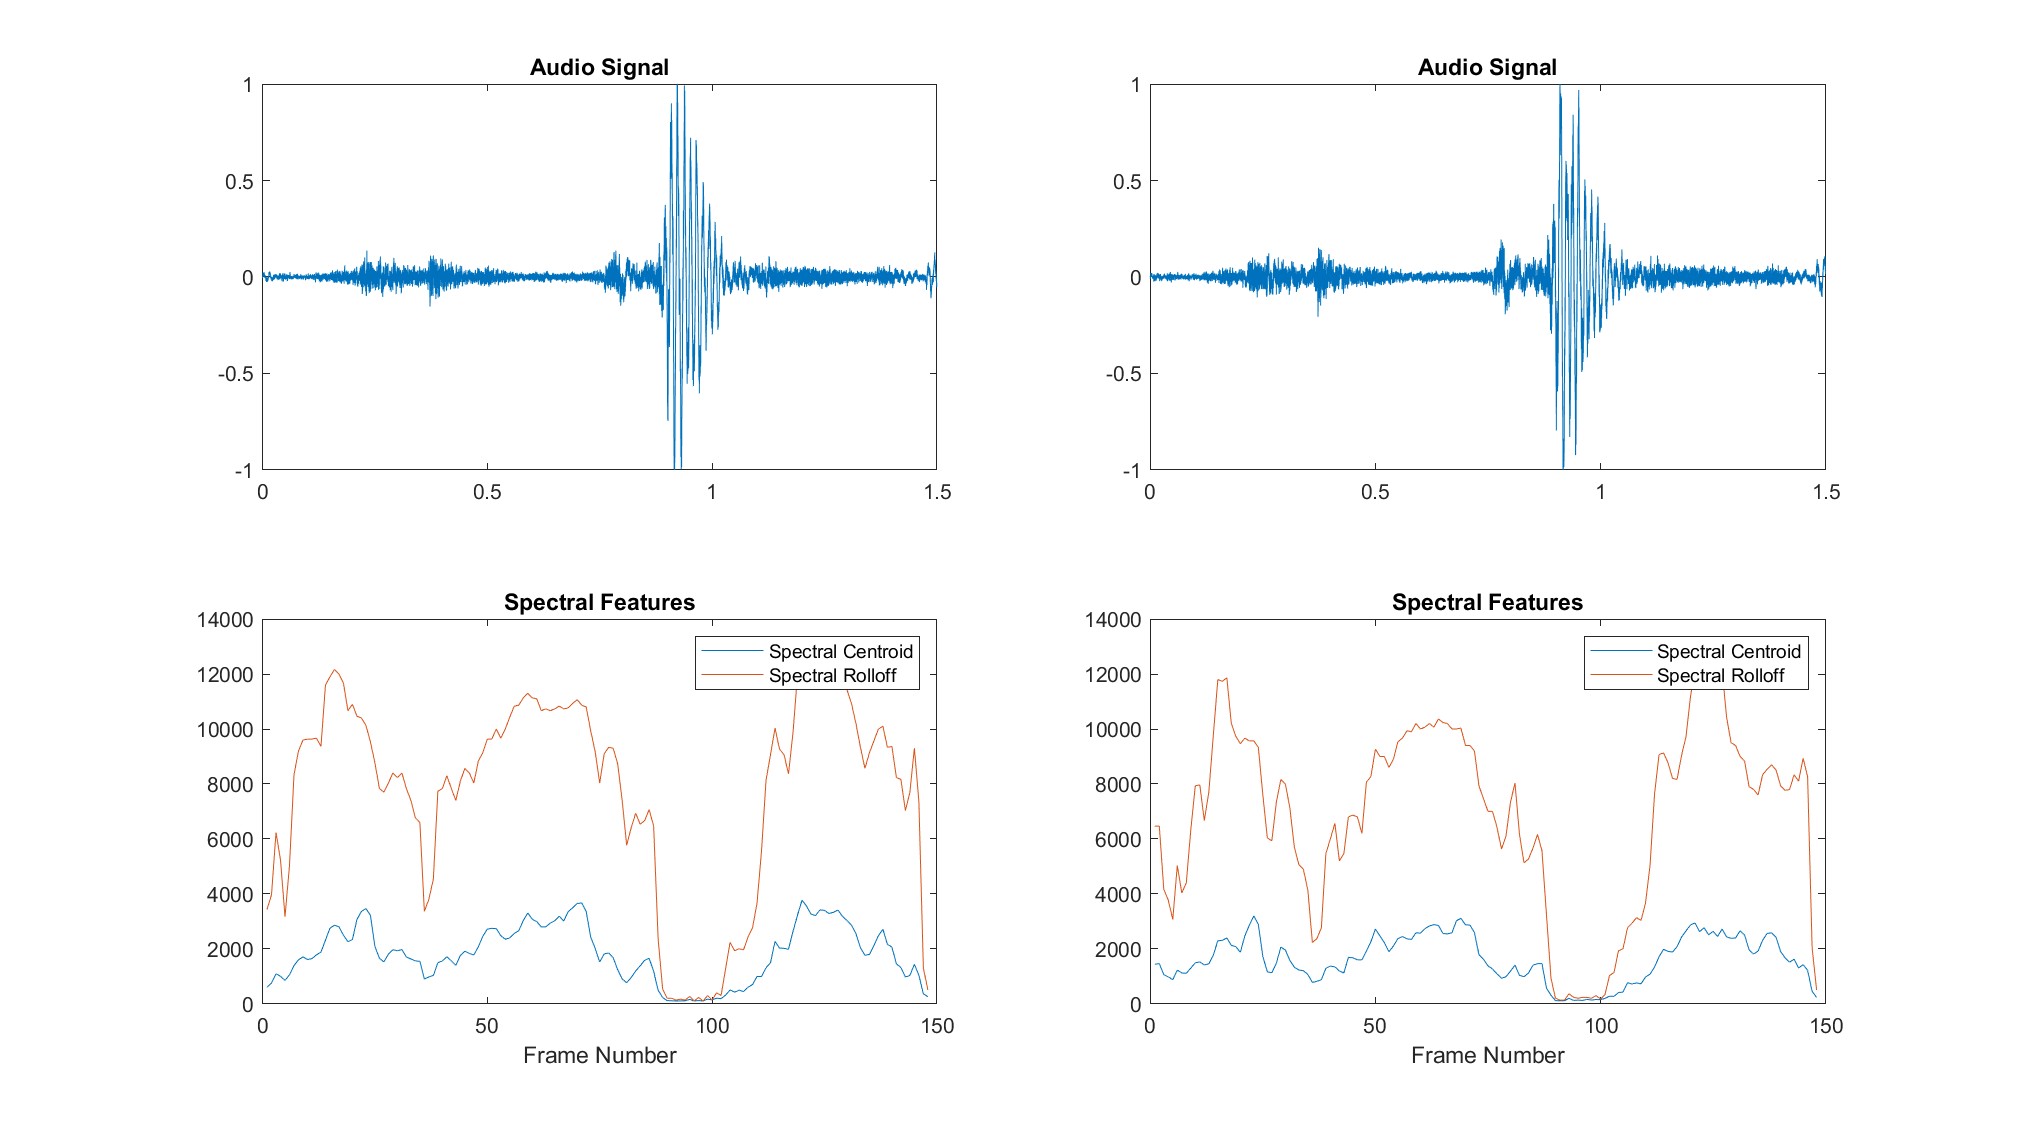 Audio Signal
1
0.5
0
-0.5
-1
0 0.5 1 1.5
Audio Signal
1
0.5
0
-0.5
-1
0 0.5 1 1.5
Spectral Features
14000
12000
10000
8000
6000
4000
2000
0
Spectral Centroid
Spectral Rolloff
0 50 100 150
Frame Number
Spectral Features
14000
12000
10000
8000
6000
4000
2000
0
Spectral Centroid
Spectral Rolloff
0 50 100 150
Frame Number